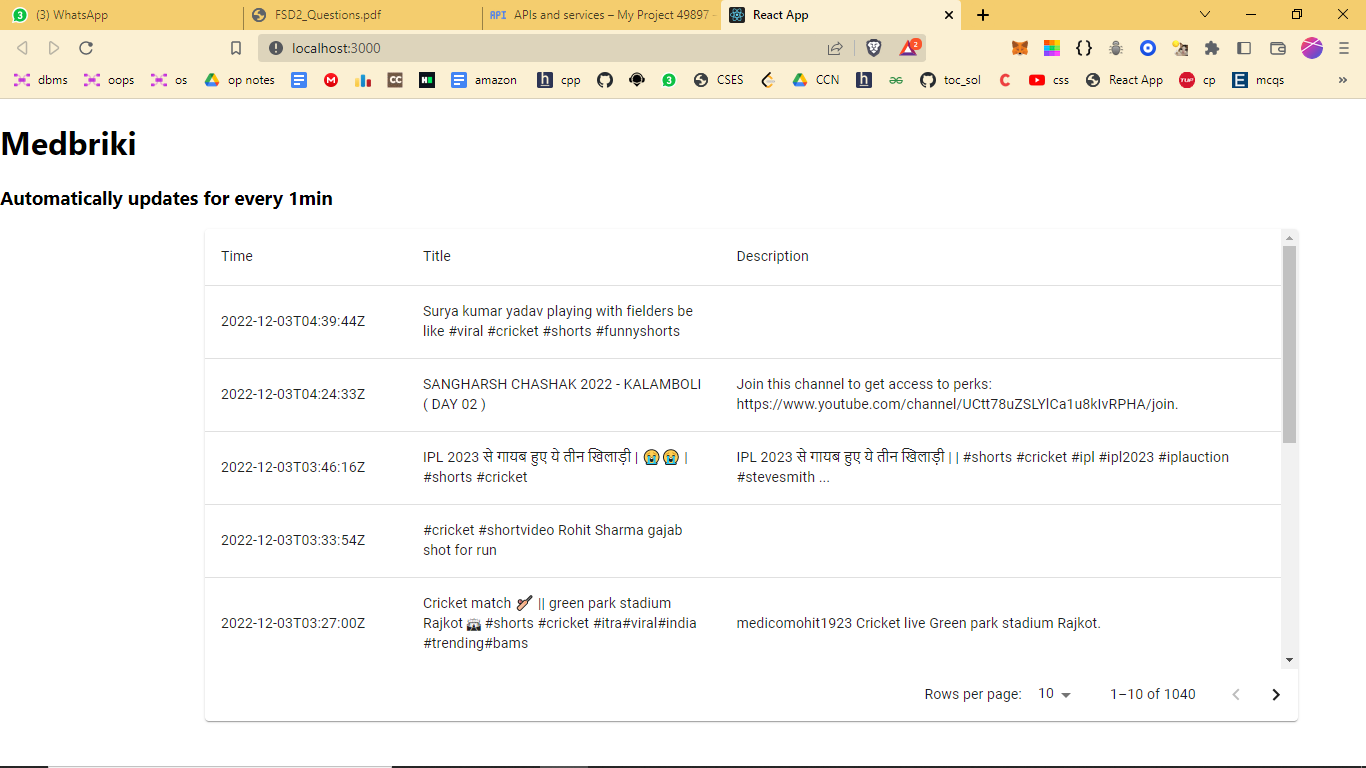 3 (3) WhatsApp
FSD2_Questions.pdf
API APIs and services – My Project 49897 -
React App
localhost:3000
2
dbms
oops
os
op notes
CC
amazon
h cpp
3
CSES
CCN
h
toc_sol
C
css
React App
TUF cp
E mcqs
»
Medbriki
Automatically updates for every 1min
Time Title Description
2022-12-03T04:39:44Z
Surya kumar yadav playing with fielders be
like #viral #cricket #shorts #funnyshorts
2022-12-03T04:24:33Z
SANGHARSH CHASHAK 2022 - KALAMBOLI
( DAY 02 )
Join this channel to get access to perks:
https://www.youtube.com/channel/UCtt78uZSLYlCa1u8kIvRPHA/join.
2022-12-03T03:46:16Z
IPL 2023 से गायब हुए ये तीन खिलाड़ी | 😭😭 |
#shorts #cricket
IPL 2023 से गायब हुए ये तीन खिलाड़ी | | #shorts #cricket #ipl #ipl2023 #iplauction
#stevesmith ...
2022-12-03T03:33:54Z
#cricket #shortvideo Rohit Sharma gajab
shot for run
2022-12-03T03:27:00Z
Cricket match 🏏 || green park stadium
Rajkot 🏟 #shorts #cricket #itra#viral#india
#trending#bams
medicomohit1923 Cricket live Green park stadium Rajkot.
Rows per page: 10 1–10 of 1040